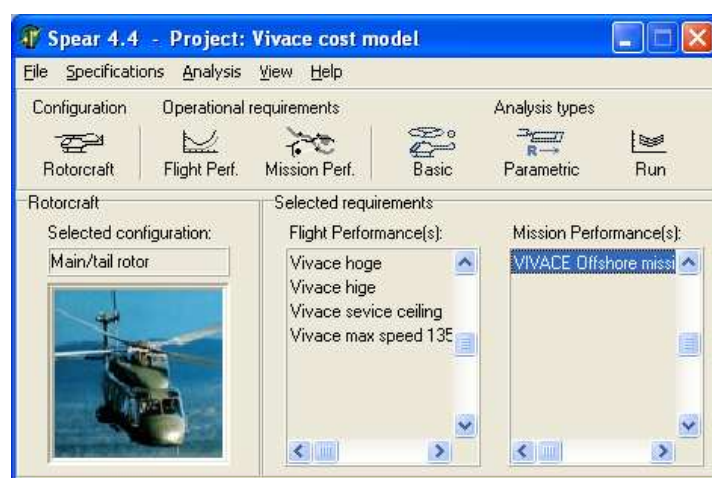 Spear 4.4 - Project: Vivace cost model
File Specifications Analysis View Help
Configuration Operational requirements Analysis types
Rotorcraft Flight Perf. Mission Perf. Basic Parametric Run
R
Rotorcraft Selected requirements
Selected configuration: Flight Performance(s): Mission Performance(s):
Main/tail rotor Vivace hoge VIVACE Offshore missi
Vivace hige
Vivace sevice ceiling
Vivace max speed 135